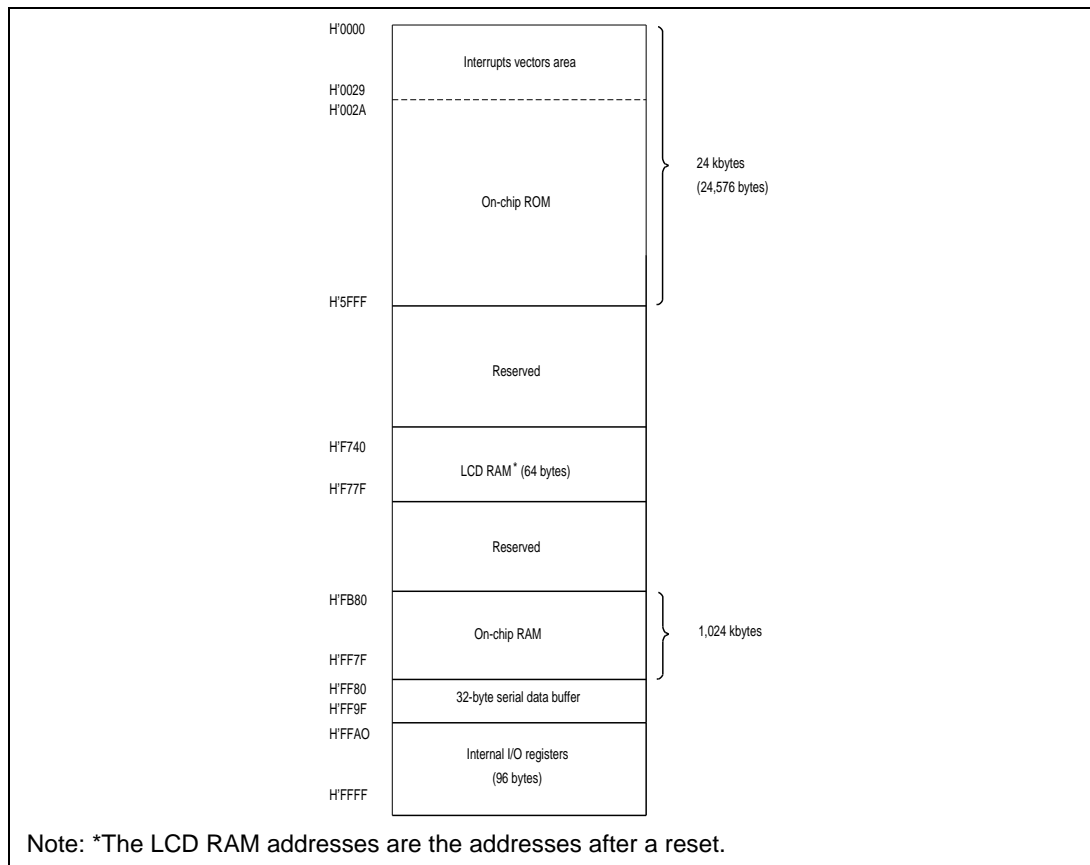 H'0000
Interrupts vectors area
H'0029
H'002A
24 kbytes
(24,576 bytes)
On-chip ROM
H'5FFF
Reserved
H'F740
LCD RAM* (64 bytes)
H'F77F
Reserved
H'FB80
1,024 kbytes
On-chip RAM
H'FF7F
H'FF80
32-byte serial data buffer
H'FF9F
H'FFAO
Internal I/O registers
(96 bytes)
H'FFFF
Note: *The LCD RAM addresses are the addresses after a reset.